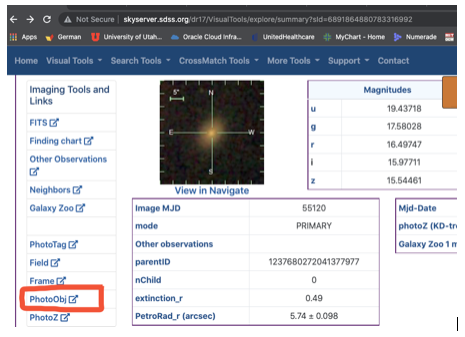 Not Secure | skyserver.sdss.org/dr17/VisualTools/explore/summary?sId=6891864880783316992
Apps German University of Utah... Oracle Cloud Infra... UnitedHealthcare MyChart - Home Numerade
Home Visual Tools Search Tools CrossMatch Tools More Tools Support Contact
Imaging Tools and
Links
FITS
Finding chart
Other Observations
Neighbors
Galaxy Zoo
PhotoTag
Field
Frame
PhotoObj
PhotoZ
5"
N
E
W
S
View in Navigate
Magnitudes
u 19.43718
g 17.58028
r 16.49747
i 15.97711
z 15.54461
Image MJD 55120
mode PRIMARY
Other observations
parentID 1237680272041377977
nChild 0
extinction_r 0.49
PetroRad_r (arcsec) 5.74 ± 0.098
Mjd-Date
photoZ (KD-tre
Galaxy Zoo 1 m